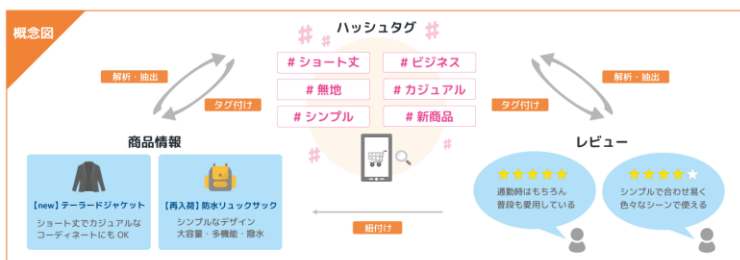 概念図
ハッシュタグ
# ショート丈
# ビジネス
# 無地
# カジュアル
# シンプル
# 新商品
解析・抽出
タグ付け
解析・抽出
タグ付け
商品情報
【new】テーラードジャケット
ショート丈でカジュアルな
コーディネートにも OK
【再入荷】防水リュックサック
シンプルなデザイン
大容量・多機能・撥水
レビュー
通勤時はもちろん
普段も愛用している
シンプルで合わせ易く
色々なシーンで使える
紐付け